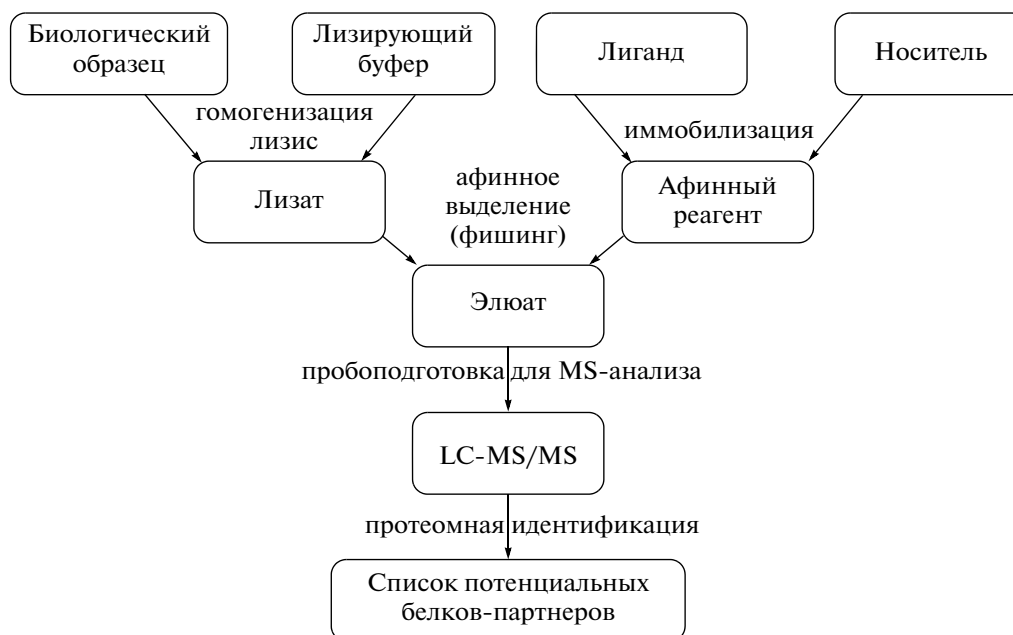 Биологический
образец
Лизирующий
буфер
Лиганд
Носитель
гомогенизация
лизис
иммобилизация
Лизат
афинное
выделение
(фишинг)
Афинный
реагент
Элюат
пробоподготовка для MS-анализа
LC-MS/MS
протеомная идентификация
Список потенциальных
белков-партнеров